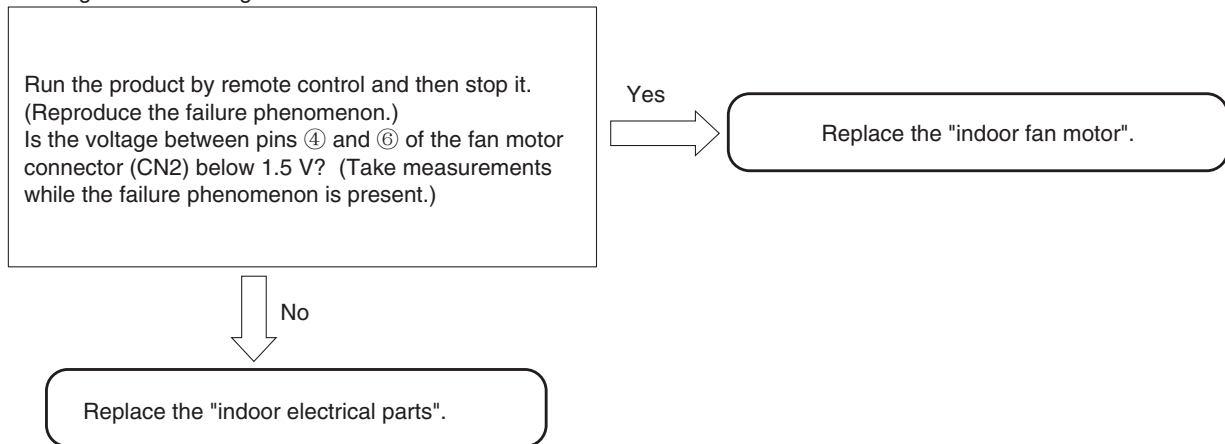 Run the product by remote control and then stop it.
(Reproduce the failure phenomenon.)
Is the voltage between pins ④ and ⑥ of the fan motor
connector (CN2) below 1.5 V?  (Take measurements
while the failure phenomenon is present.)
Yes
Replace the "indoor fan motor".
No
Replace the "indoor electrical parts".